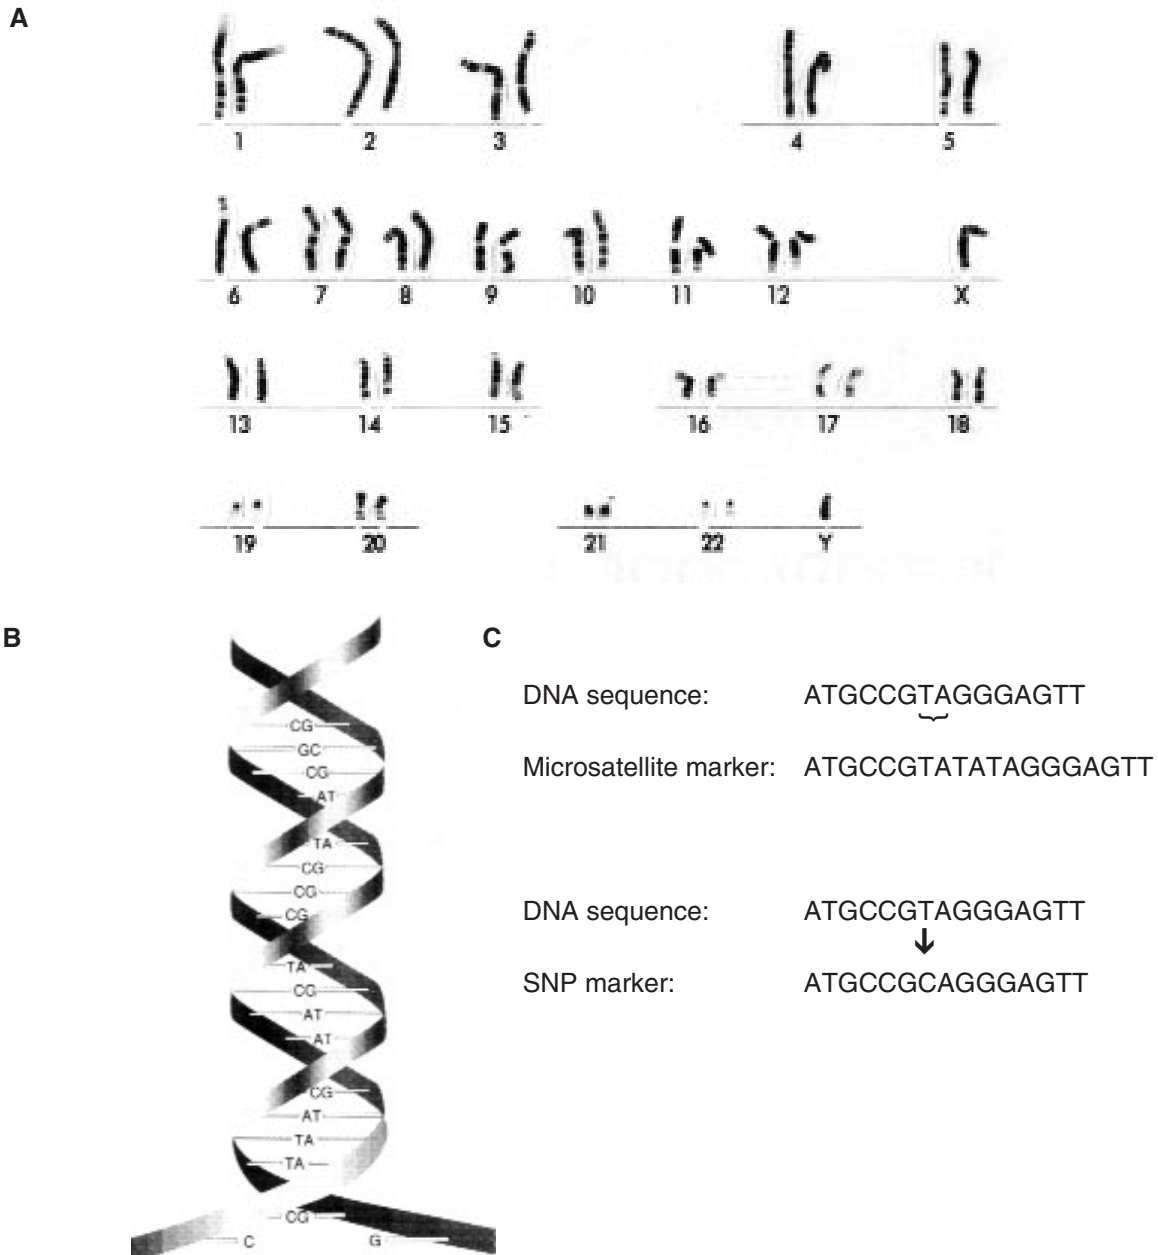 A
1 2 3 4 5
6 7 8 9 10 11 12 X
13 14 15 16 17 18
19 20 21 22 Y
B
CG
GC
CG
AT
TA
CG
CG
CG
TA
CG
AT
AT
CG
AT
TA
TA
CG
C G
C
DNA sequence: ATGCCGTAGGGAGTT
Microsatellite marker: ATGCCGTATATAGGGAGTT
DNA sequence: ATGCCGTAGGGAGTT
SNP marker: ATGCCGCAGGGAGTT